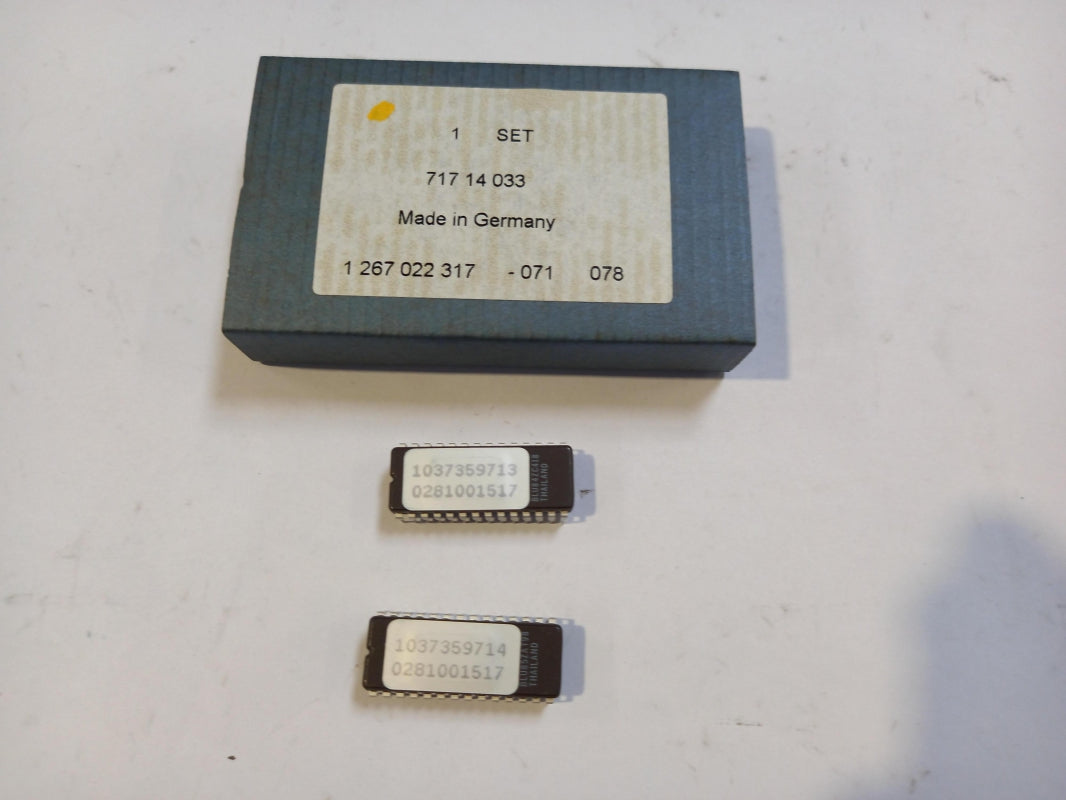 1 SET
717 14 033
Made in Germany
1 267 022 317 - 071 078
1037359713
0281001517
THAILAND
1037359714
0281001517
THAILAND